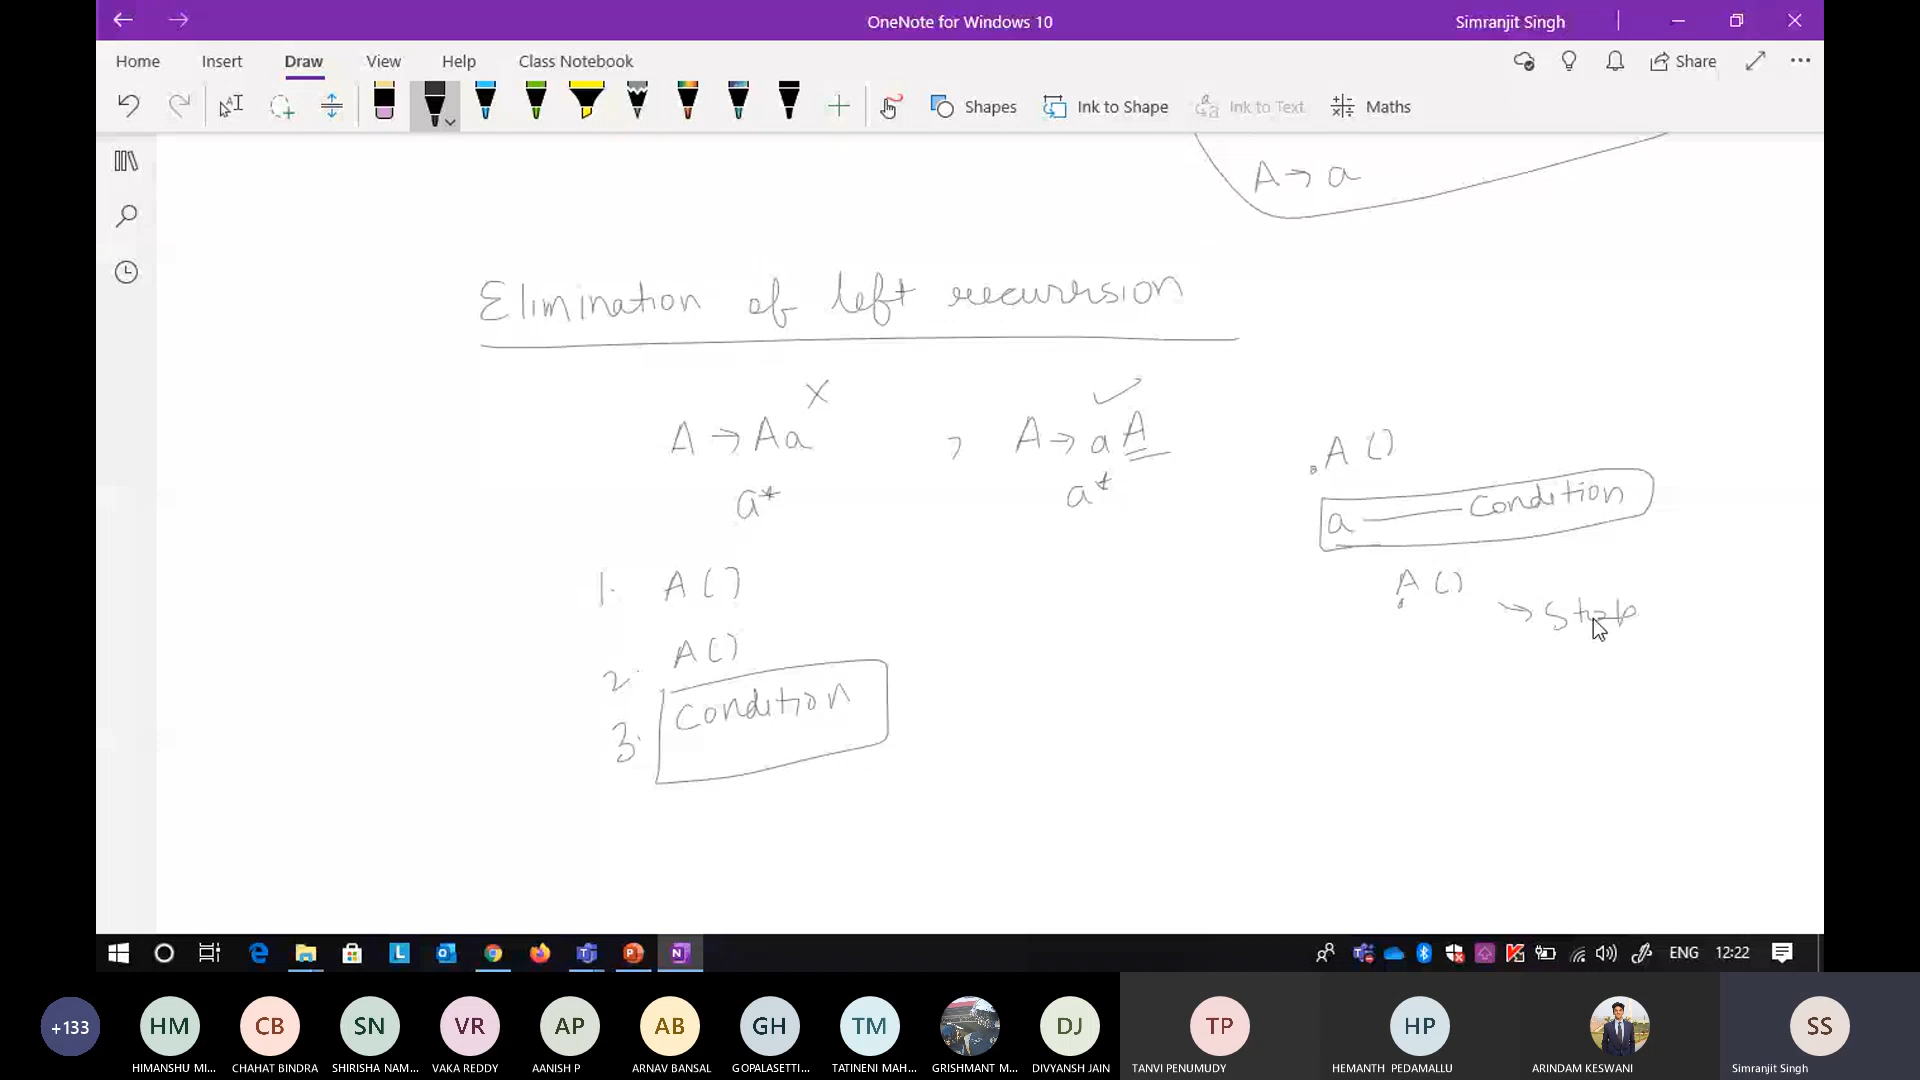 OneNote for Windows 10
Simranjit Singh
Home Insert Draw View Help Class Notebook
Share
Shapes Ink to Shape Ink to Text Maths
A → a
Elimination of left recurrsion
X ✓
A → Aa , A → aA
a* a*
.A ()
a —— Condition
A ()
→ Stop
1. A ()
2. A ()
3. Condition
ENG 12:22
+133 HM CB SN VR AP AB GH TM DJ TP HP SS
HIMANSHU MI... CHAHAT BINDRA SHIRISHA NAM... VAKA REDDY AANISH P ARNAV BANSAL GOPALASETTI... TATINENI MAH... GRISHMANT M... DIVYANSH JAIN TANVI PENUMUDY HEMANTH PEDAMALLU ARINDAM KESWANI Simranjit Singh